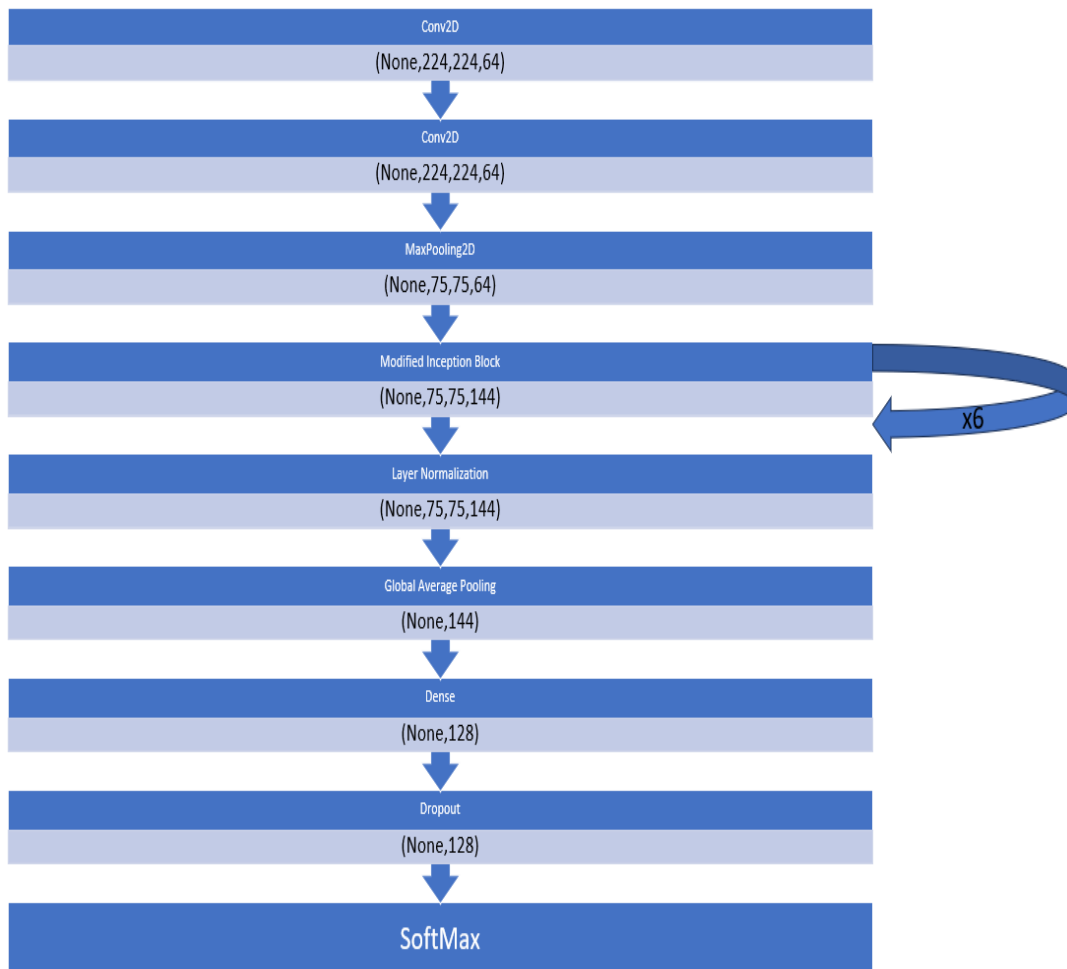 Conv2D
(None,224,224,64)
Conv2D
(None,224,224,64)
MaxPooling2D
(None,75,75,64)
Modified Inception Block
(None,75,75,144)
x6
Layer Normalization
(None,75,75,144)
Global Average Pooling
(None,144)
Dense
(None,128)
Dropout
(None,128)
SoftMax